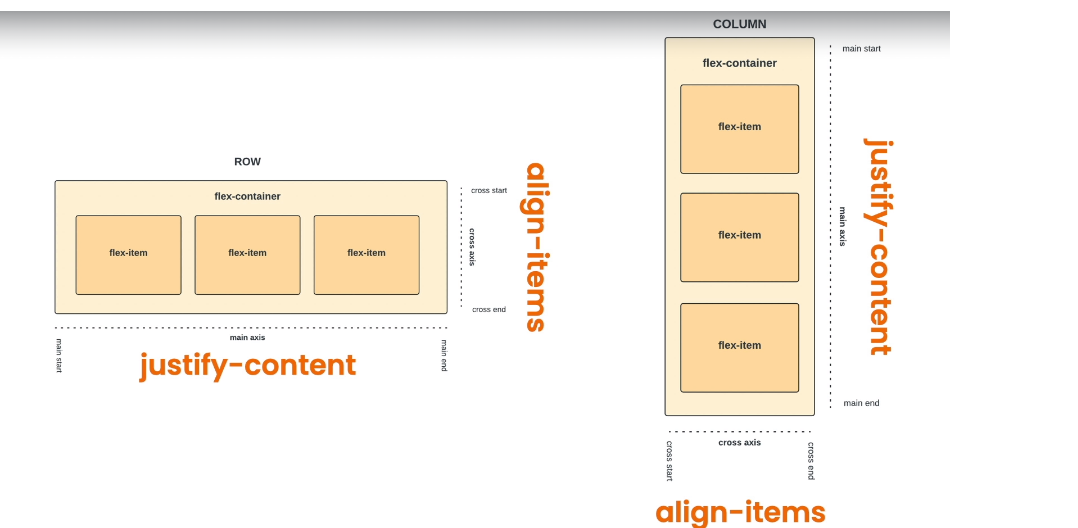 ROW
flex-container
flex-item
flex-item
flex-item
cross start
cross axis
cross end
align-items
main axis
main start
main end
justify-content
COLUMN
flex-container
flex-item
flex-item
flex-item
main start
main axis
main end
justify-content
cross axis
cross start
cross end
align-items